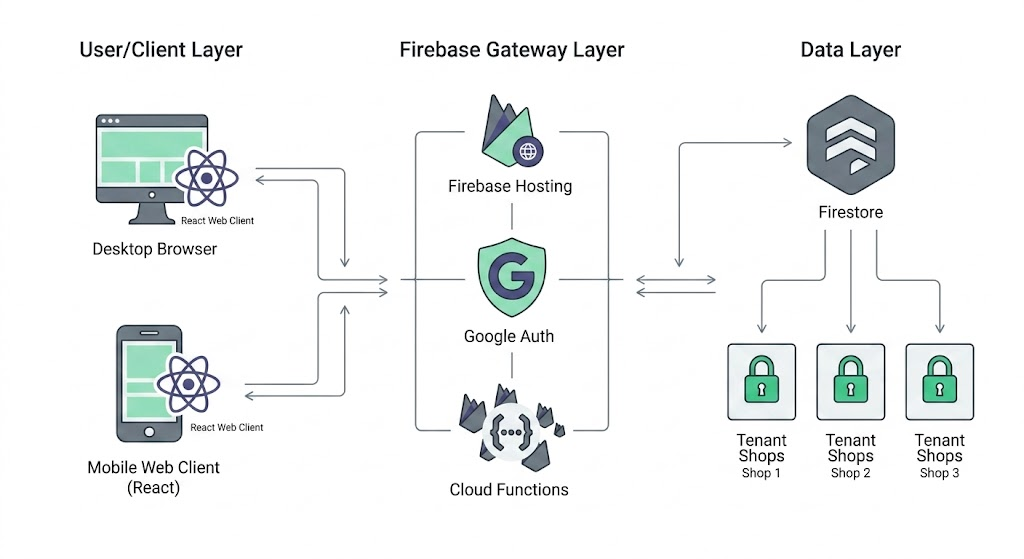 User/Client Layer
Firebase Gateway Layer
Data Layer
React Web Client
Desktop Browser
React Web Client
Mobile Web Client
(React)
Firebase Hosting
G
Google Auth
{...}
Cloud Functions
Firestore
Tenant
Shops
Shop 1
Tenant
Shops
Shop 2
Tenant
Shops
Shop 3